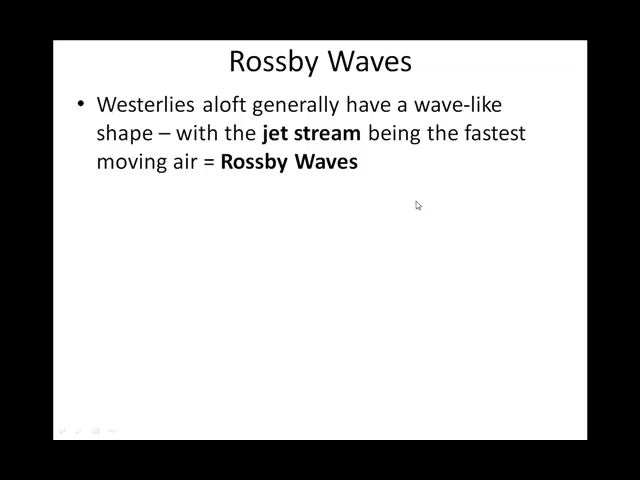 Rossby Waves
• Westerlies aloft generally have a wave-like
shape – with the jet stream being the fastest
moving air = Rossby Waves